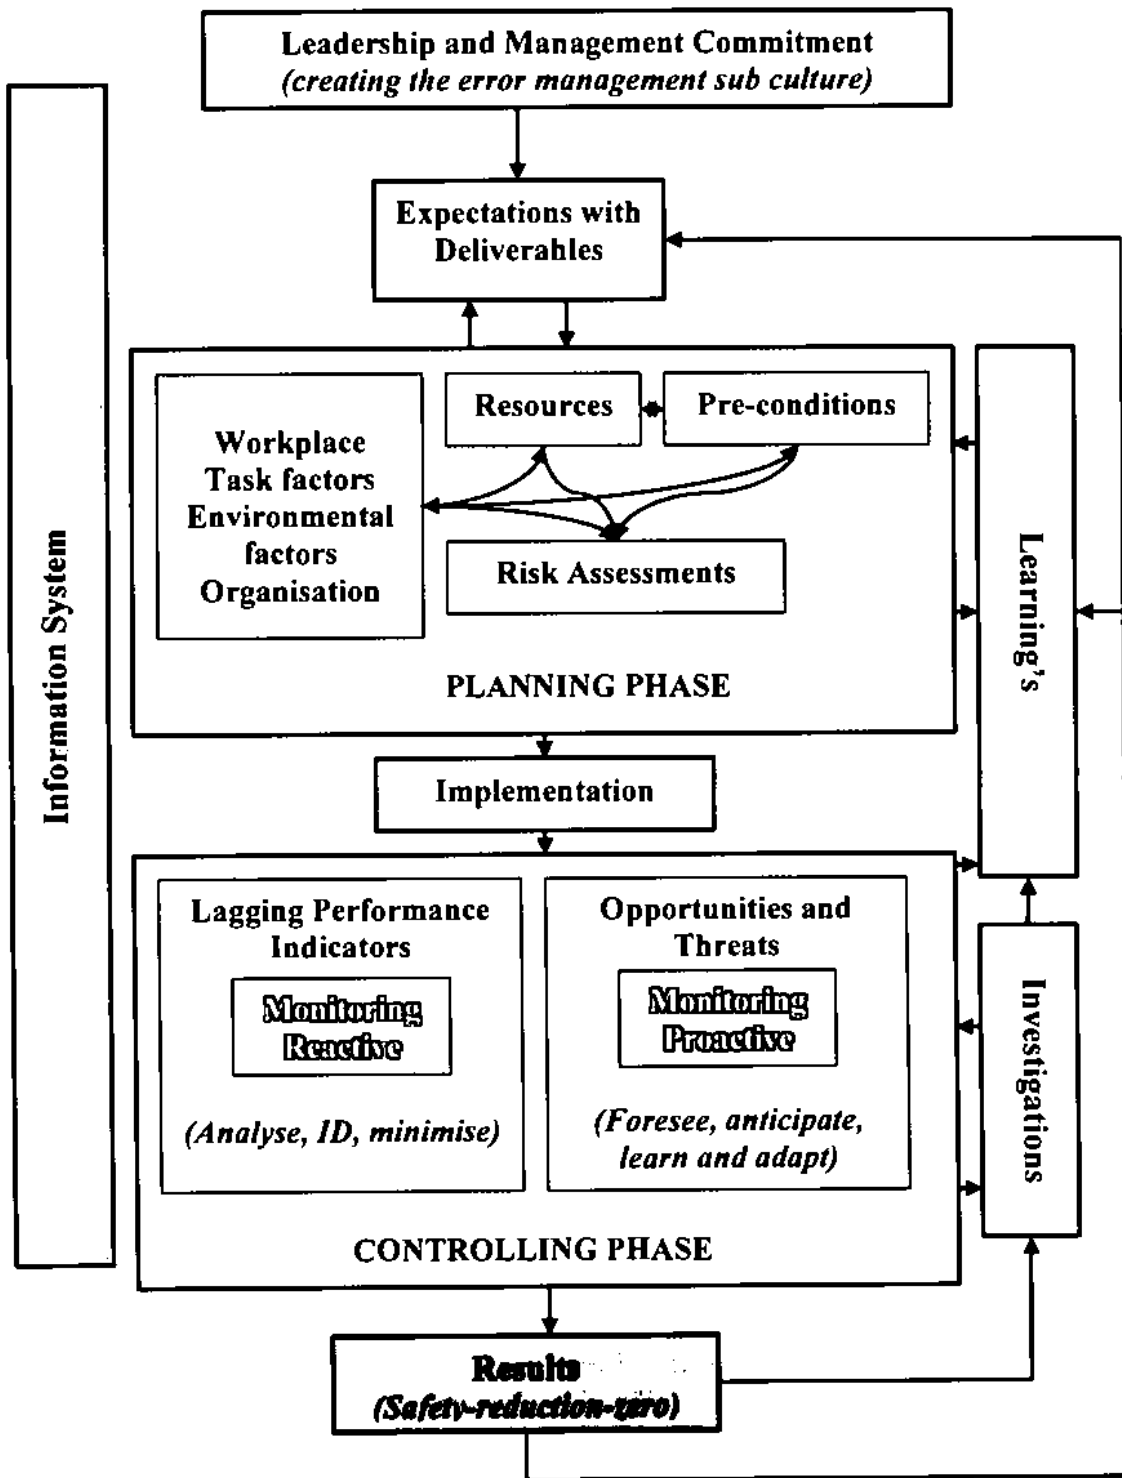 Leadership and Management Commitment
(creating the error management sub culture)
Expectations with
Deliverables
Information System
Workplace
Task factors
Environmental
factors
Organisation
Resources
Pre-conditions
Risk Assessments
PLANNING PHASE
Learning's
Implementation
Lagging Performance
Indicators
Monitoring
Reactive
(Analyse, ID, minimise)
Opportunities and
Threats
Monitoring
Proactive
(Foresee, anticipate,
learn and adapt)
CONTROLLING PHASE
Investigations
Results
(Safety-reduction-zero)